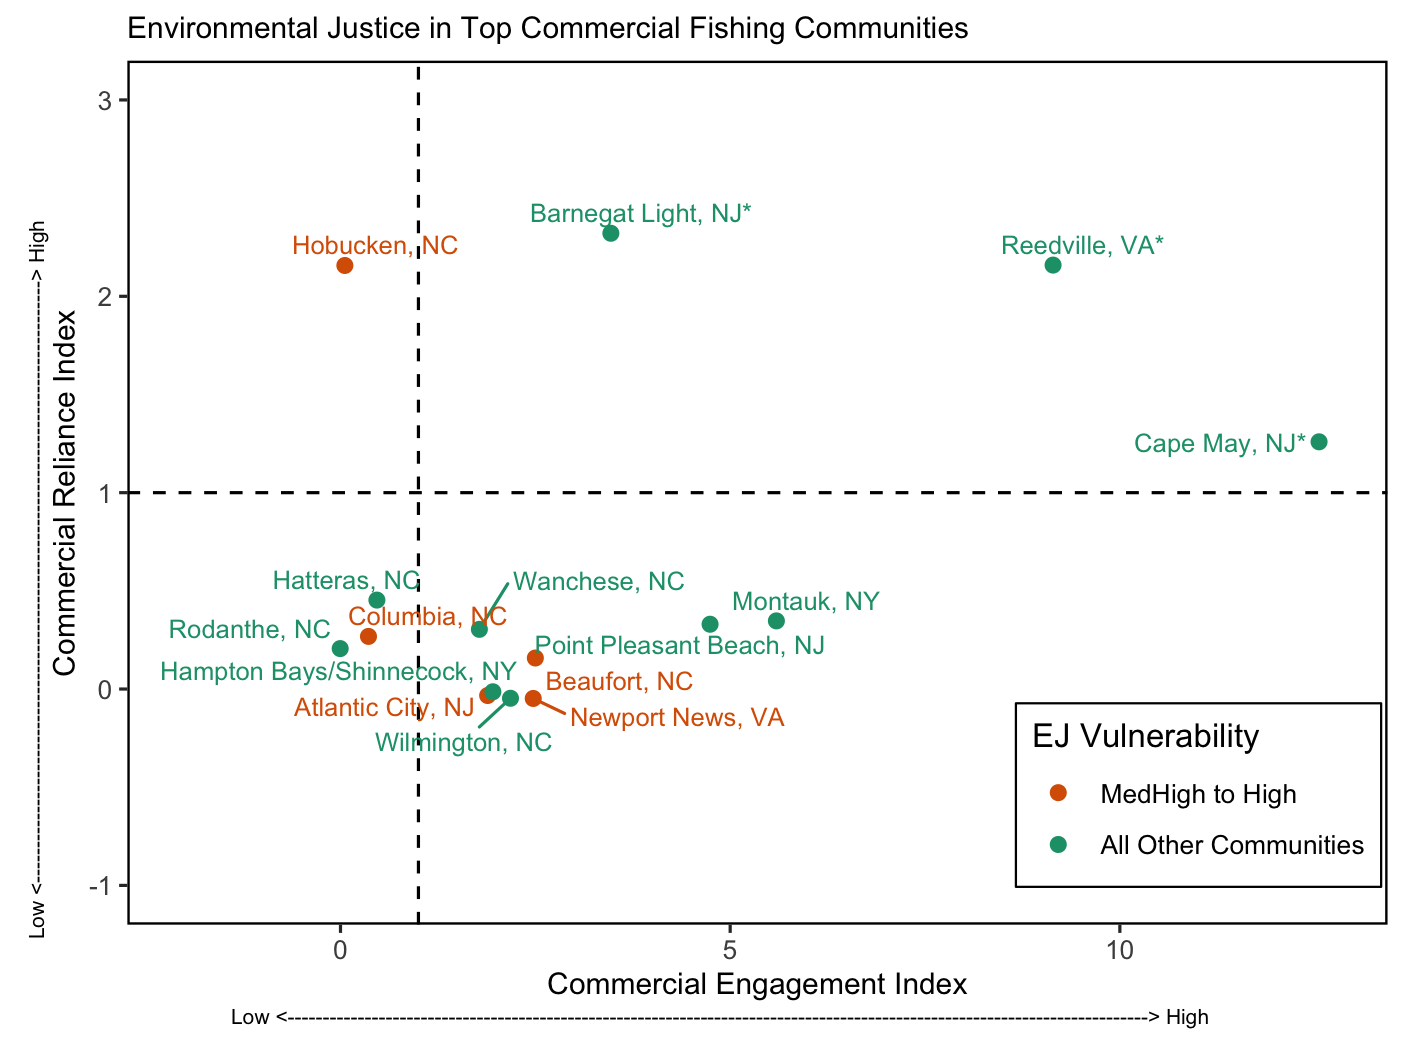 Environmental Justice in Top Commercial Fishing Communities
3
2
1
0
-1
Low <--------------------------------------------------------------------------------> High
Commercial Reliance Index
Barnegat Light, NJ*
Hobucken, NC
Reedville, VA*
Cape May, NJ*
Hatteras, NC
Wanchese, NC
Montauk, NY
Columbia, NC
Rodanthe, NC
Point Pleasant Beach, NJ
Hampton Bays/Shinnecock, NY
Beaufort, NC
Atlantic City, NJ
Newport News, VA
Wilmington, NC
EJ Vulnerability
MedHigh to High
All Other Communities
0
5
10
Commercial Engagement Index
Low <--------------------------------------------------------------------------------------------------------------------------> High